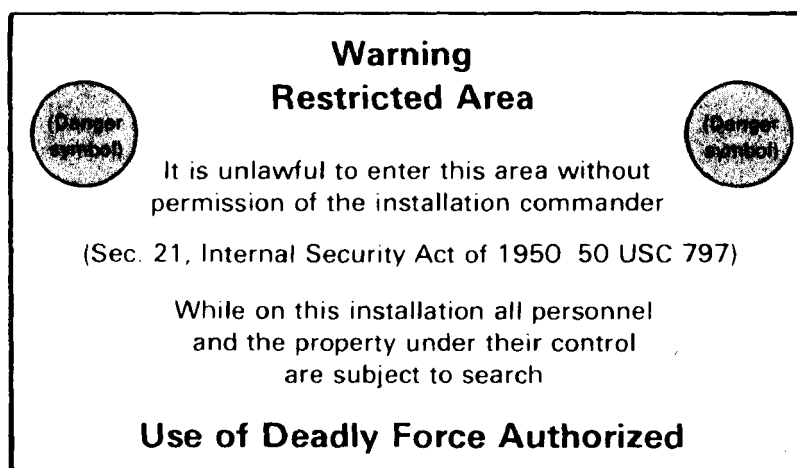 Warning
Restricted Area
(Danger
symbol)
(Danger
symbol)
It is unlawful to enter this area without
permission of the installation commander
(Sec. 21, Internal Security Act of 1950 50 USC 797)
While on this installation all personnel
and the property under their control
are subject to search
Use of Deadly Force Authorized